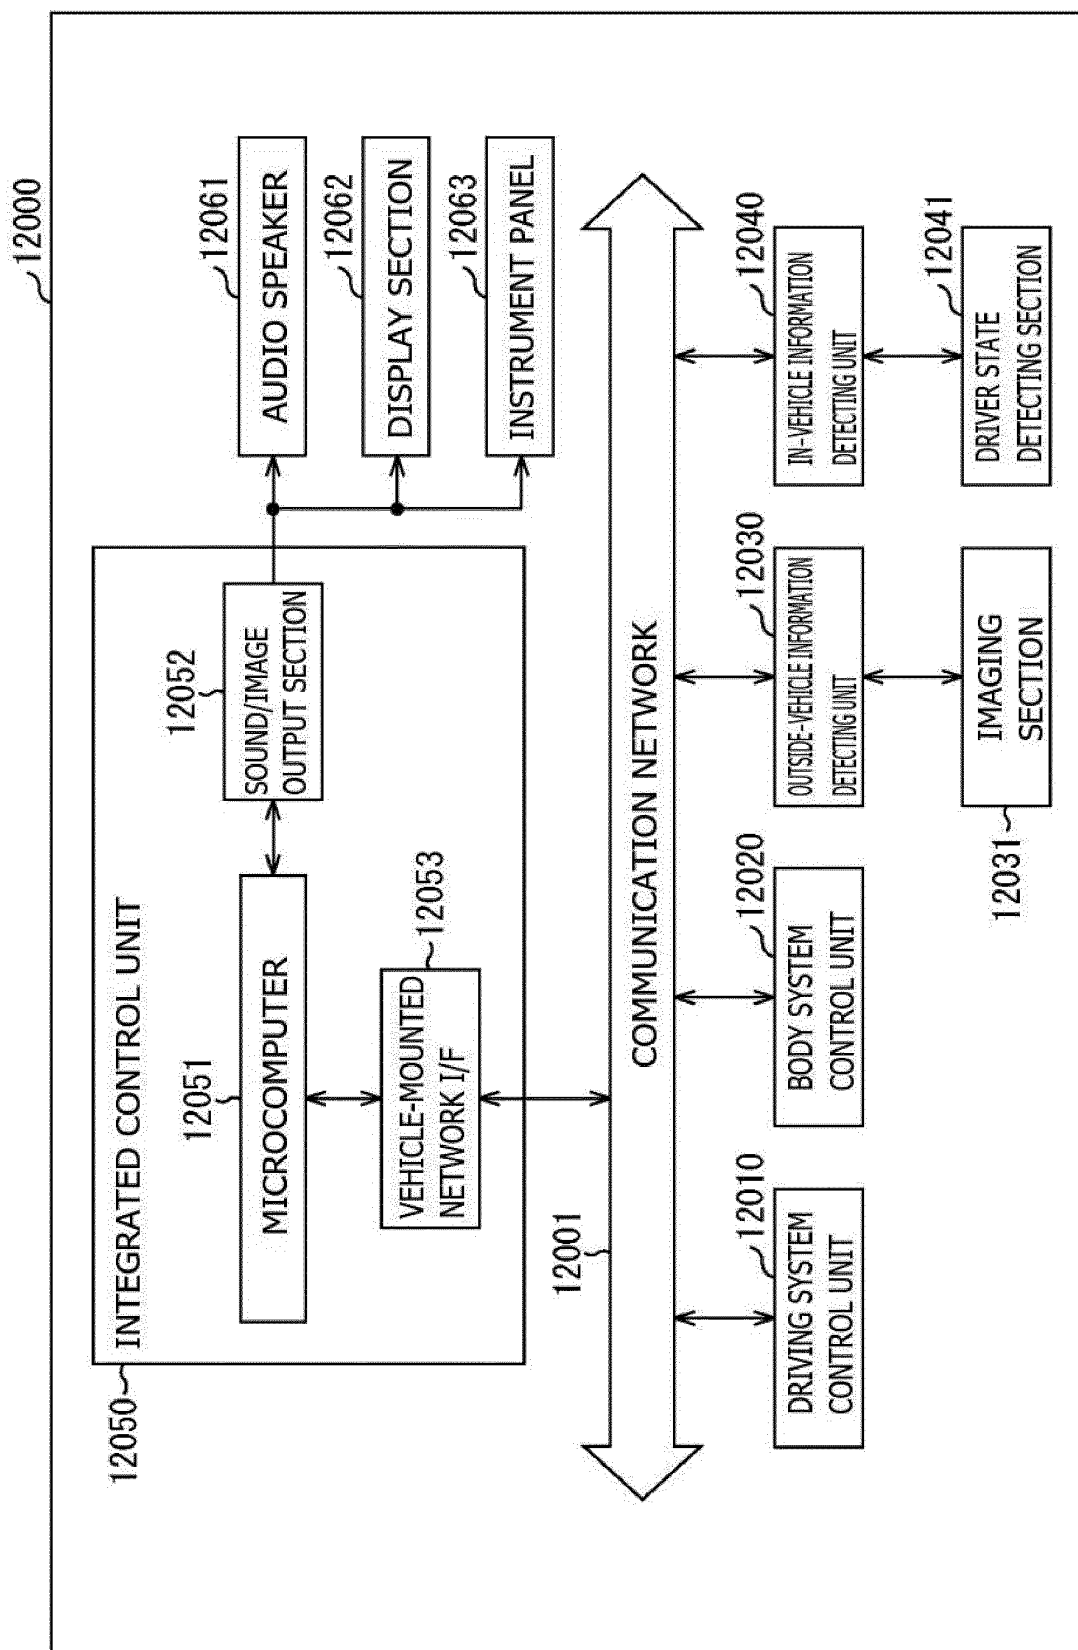 12000
12050
INTEGRATED CONTROL UNIT
12051
MICROCOMPUTER
12052
SOUND/IMAGE
OUTPUT SECTION
12053
VEHICLE-MOUNTED
NETWORK I/F
12061
AUDIO SPEAKER
12062
DISPLAY SECTION
12063
INSTRUMENT PANEL
12001
COMMUNICATION NETWORK
12010
DRIVING SYSTEM
CONTROL UNIT
12020
BODY SYSTEM
CONTROL UNIT
12030
OUTSIDE-VEHICLE INFORMATION
DETECTING UNIT
12040
IN-VEHICLE INFORMATION
DETECTING UNIT
12031
IMAGING
SECTION
12041
DRIVER STATE
DETECTING SECTION